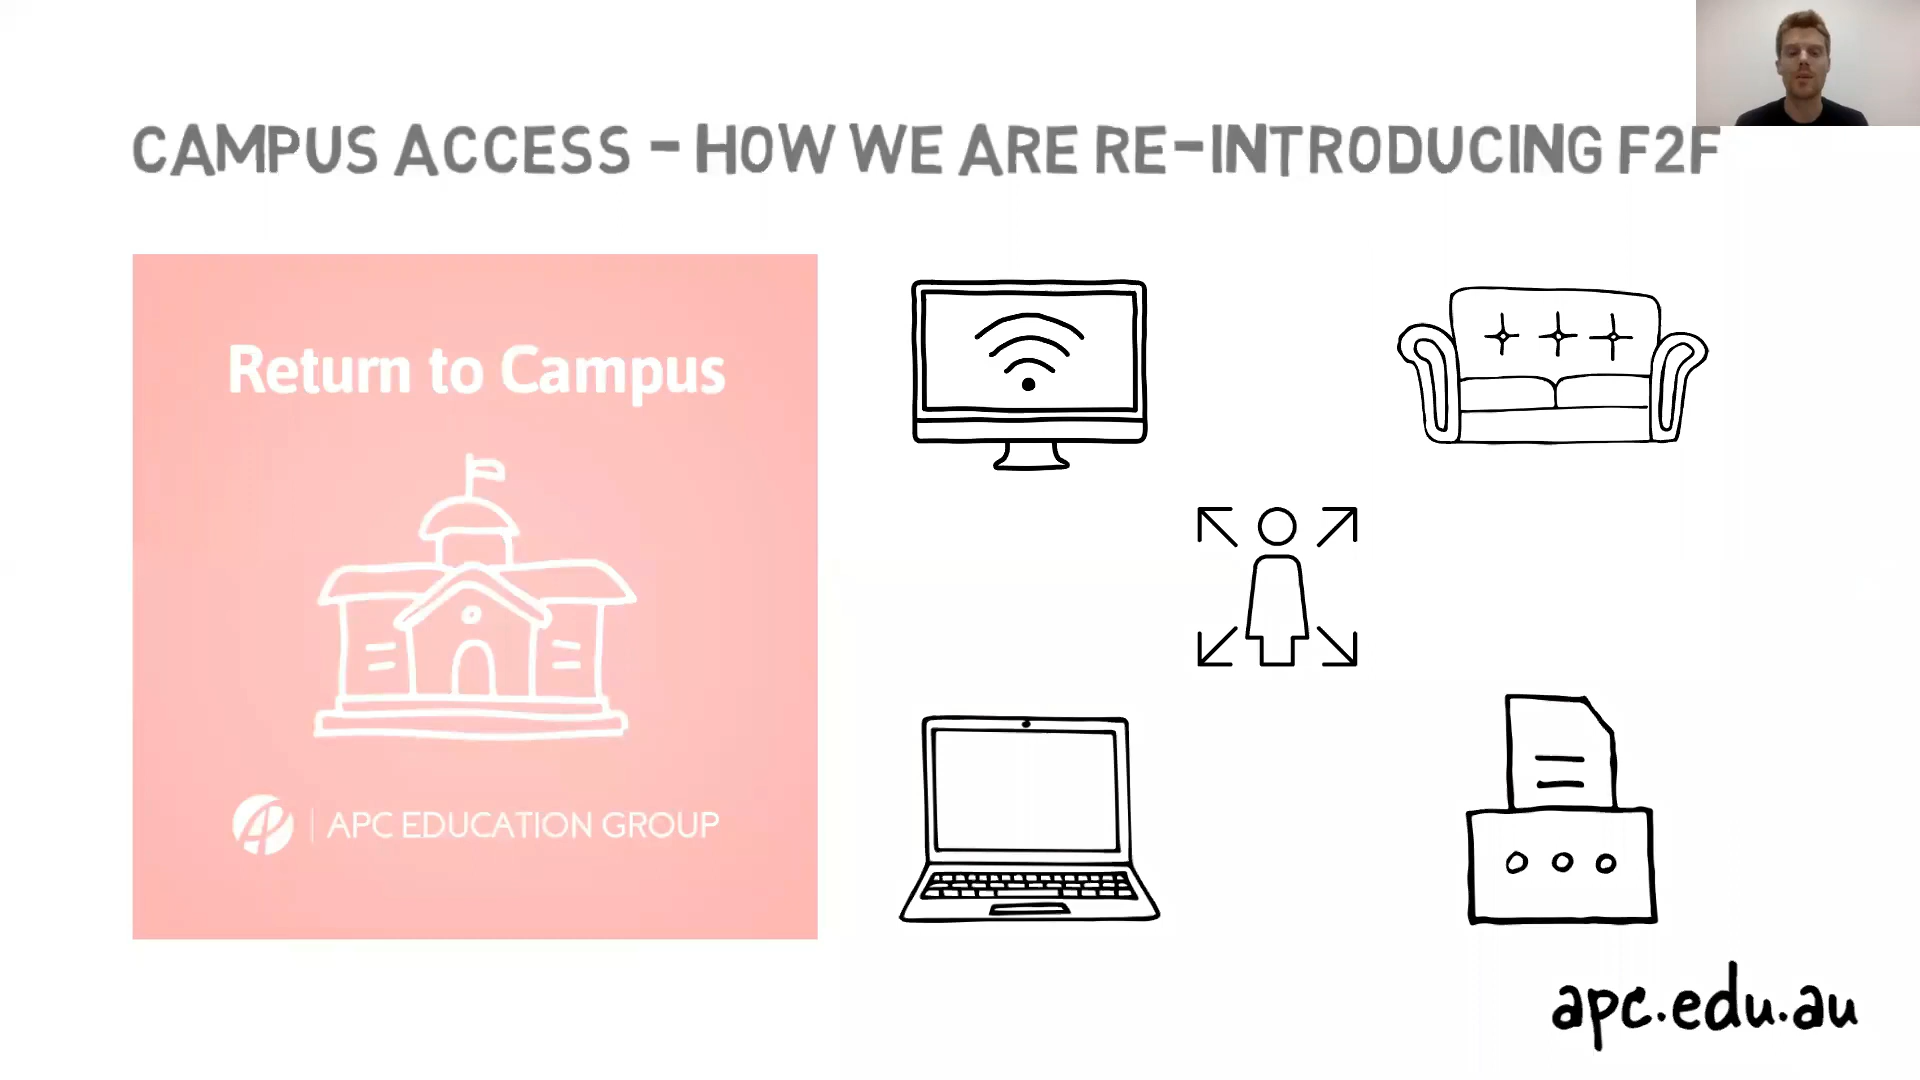 CAMPUS ACCESS - HOW WE ARE RE-INTRODUCING F2F
Return to Campus
APC EDUCATION GROUP
apc.edu.au